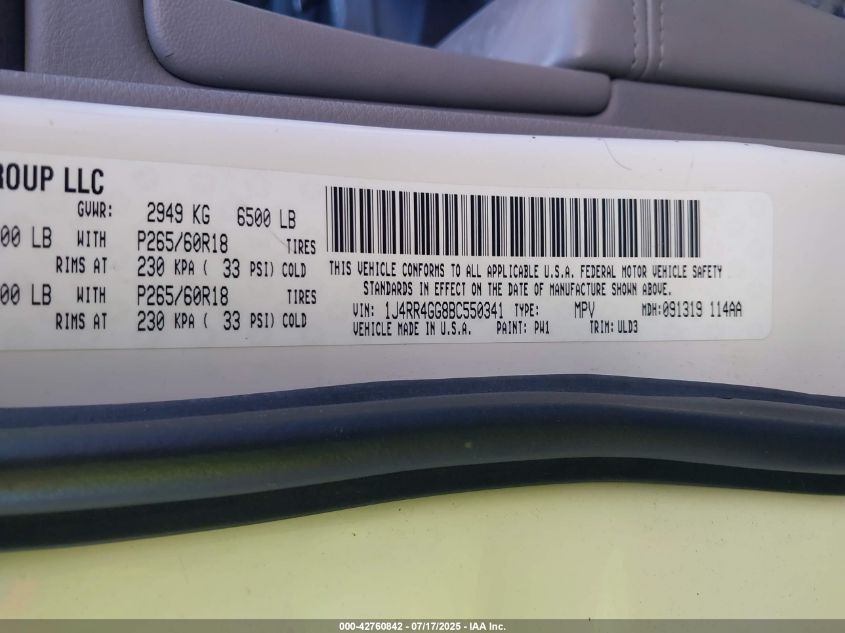 ROUP LLC
GVWR: 2949 KG 6500 LB
00 LB WITH P265/60R18 TIRES
RIMS AT 230 KPA ( 33 PSI) COLD
00 LB WITH P265/60R18 TIRES
RIMS AT 230 KPA ( 33 PSI) COLD
THIS VEHICLE CONFORMS TO ALL APPLICABLE U.S.A. FEDERAL MOTOR VEHICLE SAFETY
STANDARDS IN EFFECT ON THE DATE OF MANUFACTURE SHOWN ABOVE.
VIN: 1J4RR4GG8BC550341 TYPE: MPV MDH:091319 114AA
VEHICLE MADE IN U.S.A. PAINT: PW1 TRIM: ULD3
000-42760842 - 07/17/2025 - IAA Inc.